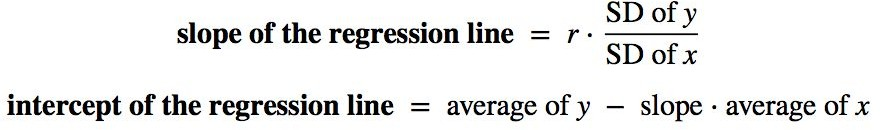 slope of the regression line = r · SD of y / SD of x
intercept of the regression line = average of y − slope · average of x